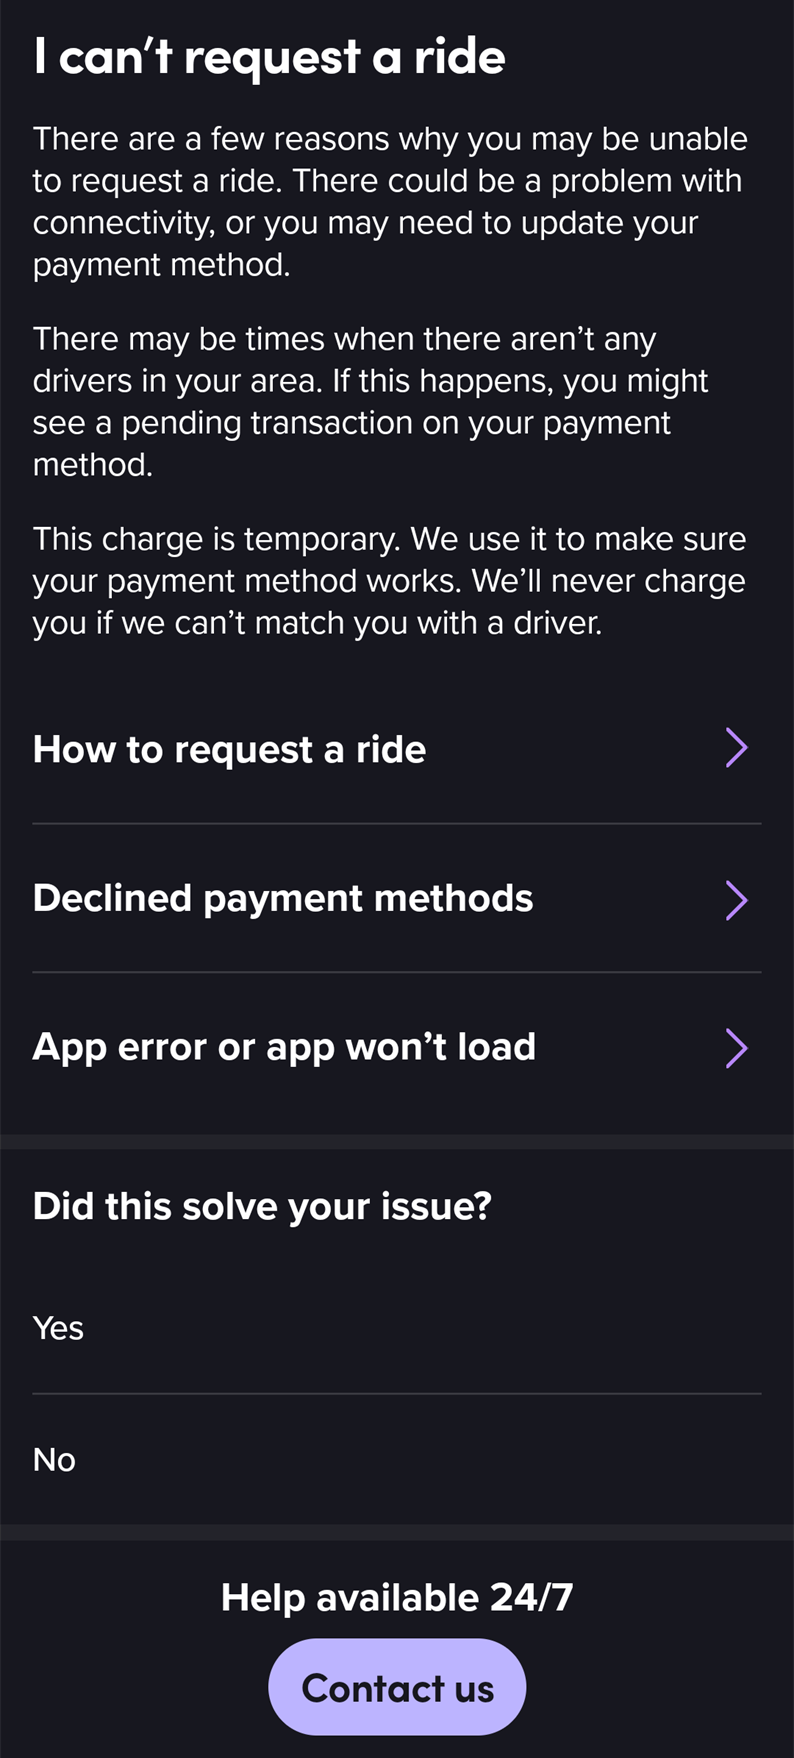 I can’t request a ride
There are a few reasons why you may be unable
to request a ride. There could be a problem with
connectivity, or you may need to update your
payment method.
There may be times when there aren’t any
drivers in your area. If this happens, you might
see a pending transaction on your payment
method.
This charge is temporary. We use it to make sure
your payment method works. We’ll never charge
you if we can’t match you with a driver.
How to request a ride
Declined payment methods
App error or app won’t load
Did this solve your issue?
Yes
No
Help available 24/7
Contact us